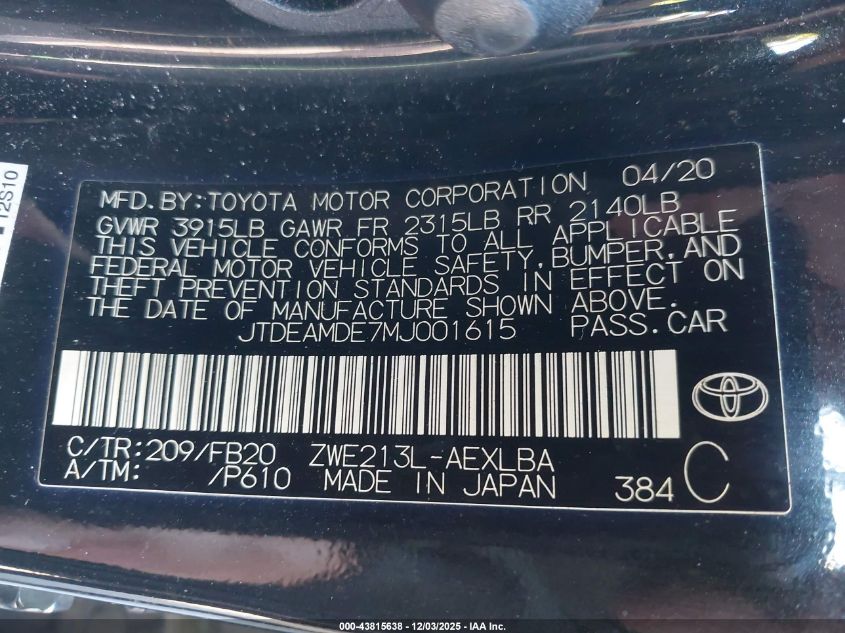 12S10
MFD.BY:TOYOTA MOTOR CORPORATION 04/20
GVWR 3915LB GAWR FR 2315LB RR 2140LB
THIS VEHICLE CONFORMS TO ALL APPLICABLE
FEDERAL MOTOR VEHICLE SAFETY,BUMPER,AND
THEFT PREVENTION STANDARDS IN EFFECT ON
THE DATE OF MANUFACTURE SHOWN ABOVE.
JTDEAMDE7MJ001615 PASS.CAR
C/TR:209/FB20 ZWE213L-AEXLBA
A/TM: /P610 MADE IN JAPAN 384 C
000-43815638 - 12/03/2025 - IAA Inc.